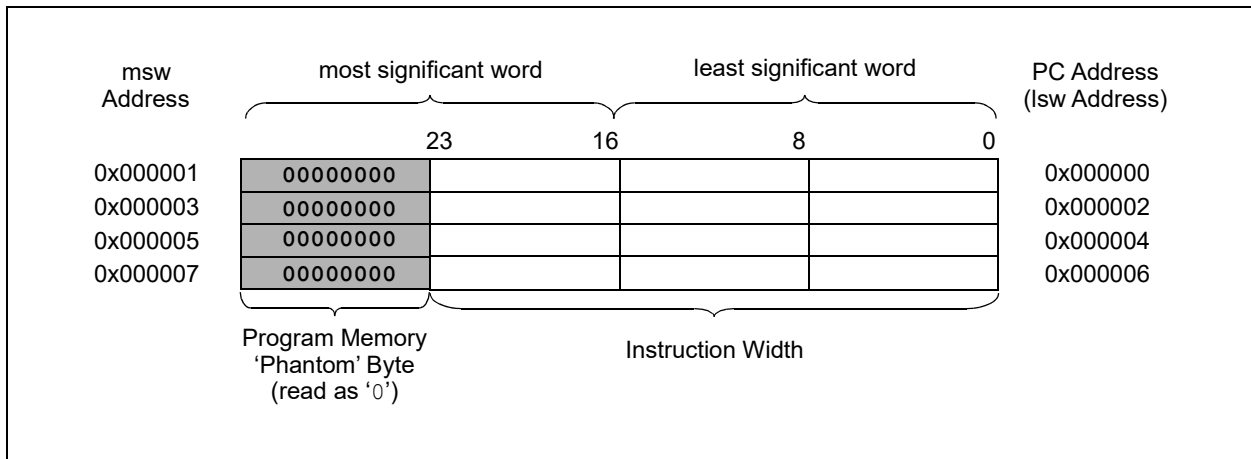 msw
Address
most significant word
least significant word
PC Address
(lsw Address)
23
16
8
0
0x000001
00000000
0x000000
0x000003
00000000
0x000002
0x000005
00000000
0x000004
0x000007
00000000
0x000006
Program Memory
‘Phantom’ Byte
(read as ‘0’)
Instruction Width